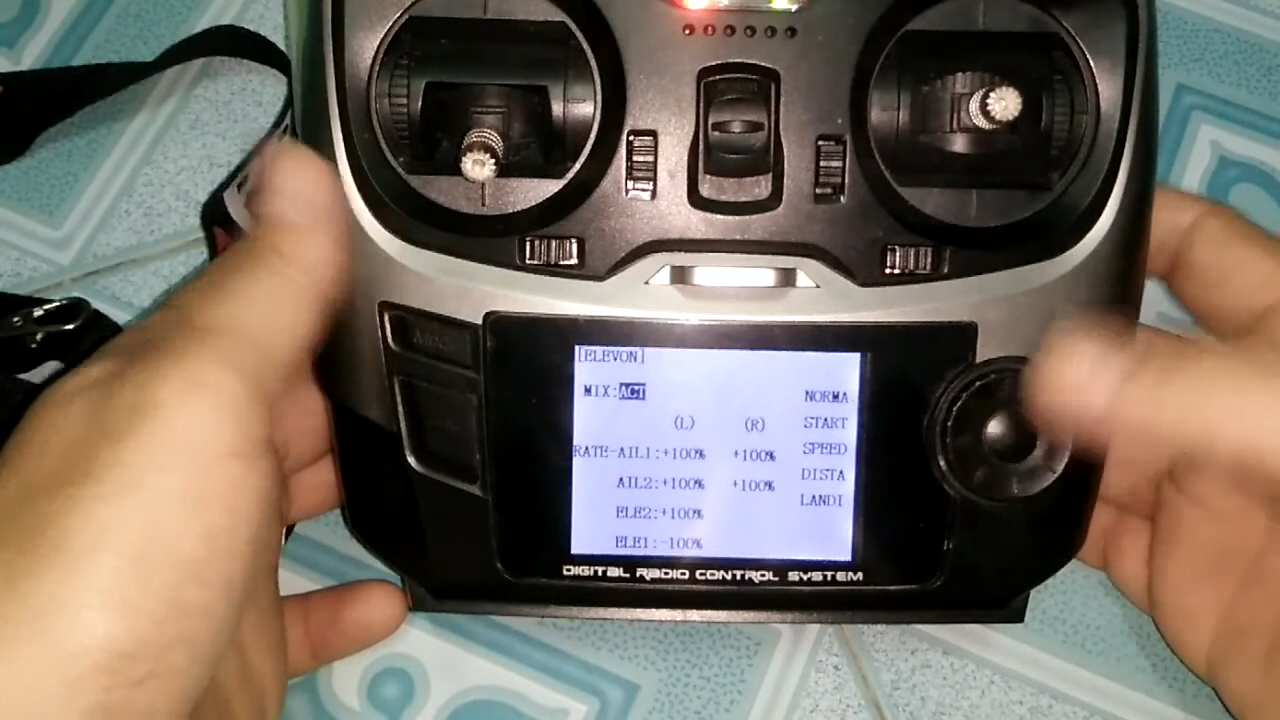 [ELEVON]
MIX:ACT NORMA
(L) (R) START
RATE-AIL1:+100% +100% SPEED
AIL2:+100% +100% DISTA
ELE2:+100% LANDI
ELE1:-100%
DIGITAL RADIO CONTROL SYSTEM